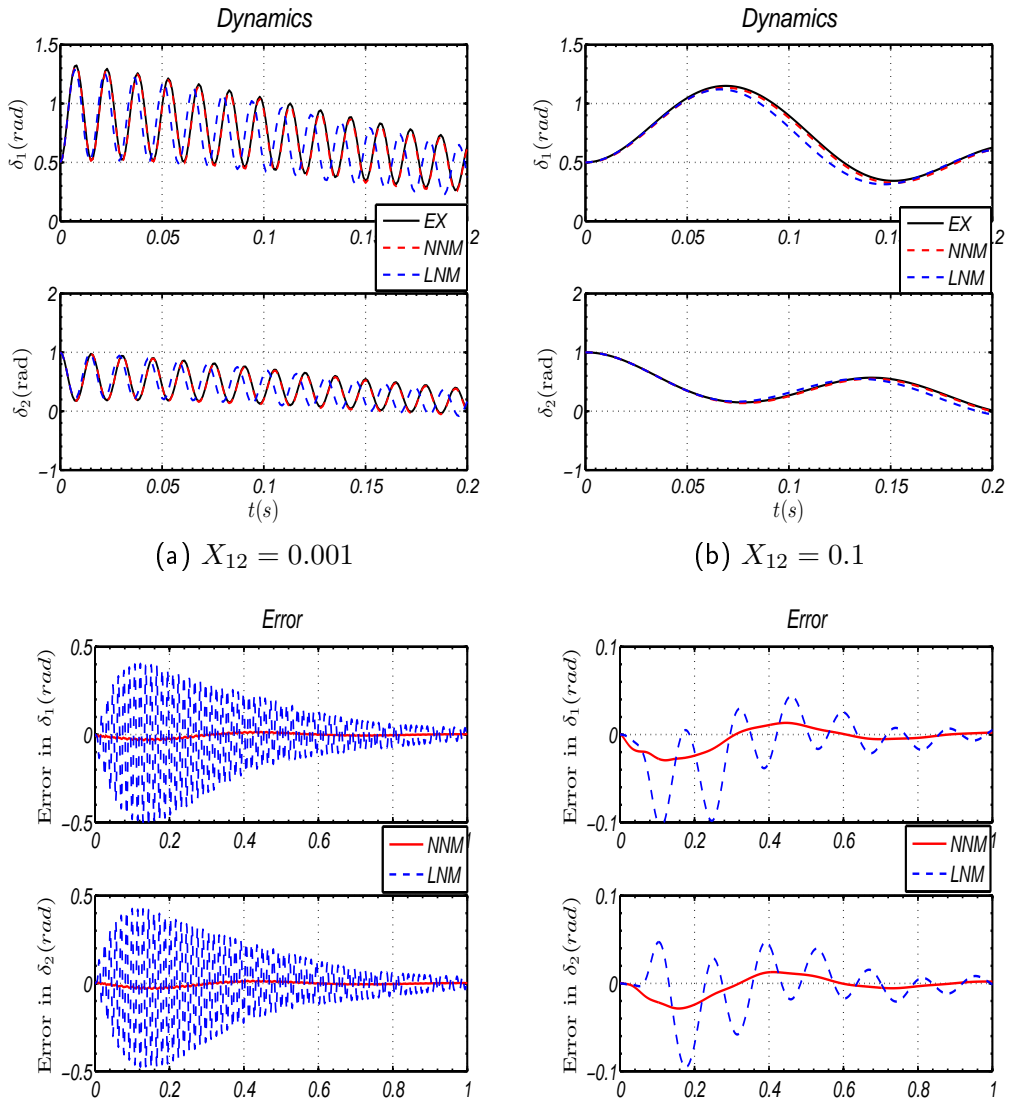 Dynamics
δ₁(rad)
1.5
1
0.5
0
0 0.05 0.1 0.15 0.2
EX
NNM
LNM
δ₂(rad)
2
1
0
−1
0 0.05 0.1 0.15 0.2
t(s)
(a) X₁₂ = 0.001
Dynamics
δ₁(rad)
1.5
1
0.5
0
0 0.05 0.1 0.15 0.2
EX
NNM
LNM
δ₂(rad)
2
1
0
−1
0 0.05 0.1 0.15 0.2
t(s)
(b) X₁₂ = 0.1
Error
Error in δ₁(rad)
0.5
0
−0.5
0 0.2 0.4 0.6 1
NNM
LNM
Error in δ₂(rad)
0.5
0
−0.5
0 0.2 0.4 0.6 0.8 1
Error
Error in δ₁(rad)
0.1
0
−0.1
0 0.2 0.4 0.6 1
NNM
LNM
Error in δ₂(rad)
0.1
0
−0.1
0 0.2 0.4 0.6 0.8 1